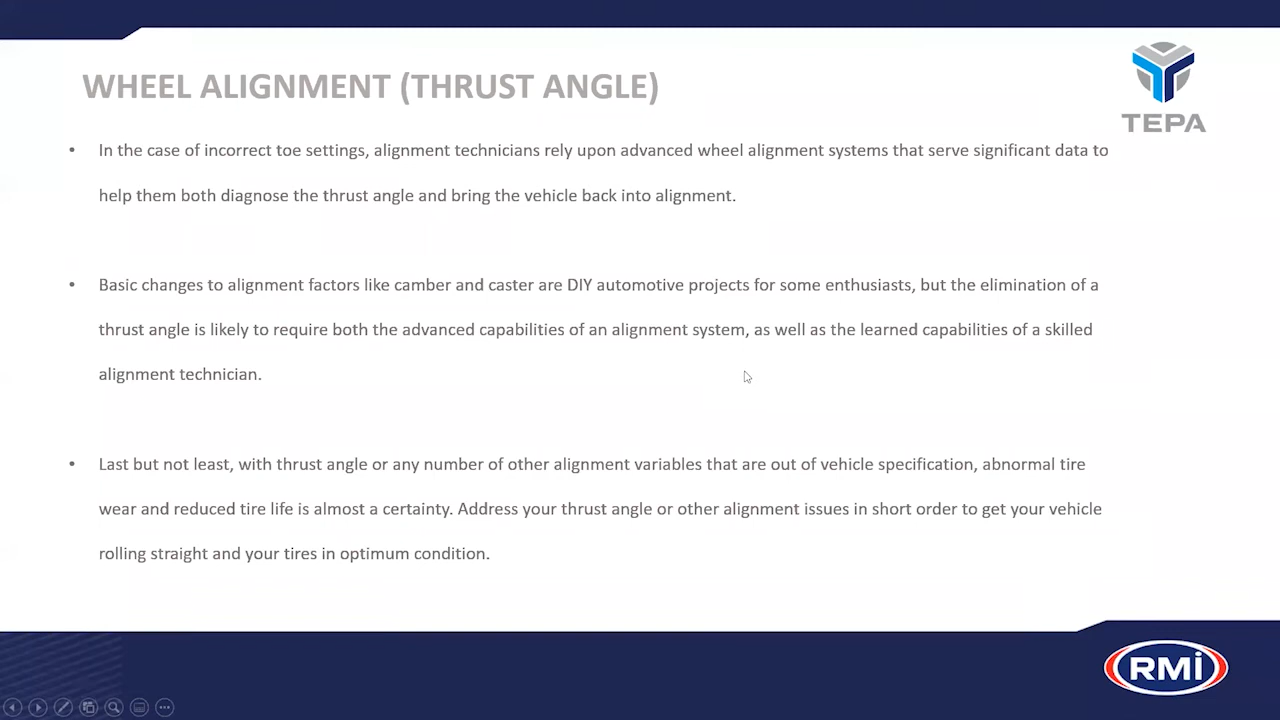 WHEEL ALIGNMENT (THRUST ANGLE)
TEPA
• In the case of incorrect toe settings, alignment technicians rely upon advanced wheel alignment systems that serve significant data to
help them both diagnose the thrust angle and bring the vehicle back into alignment.
• Basic changes to alignment factors like camber and caster are DIY automotive projects for some enthusiasts, but the elimination of a
thrust angle is likely to require both the advanced capabilities of an alignment system, as well as the learned capabilities of a skilled
alignment technician.
• Last but not least, with thrust angle or any number of other alignment variables that are out of vehicle specification, abnormal tire
wear and reduced tire life is almost a certainty. Address your thrust angle or other alignment issues in short order to get your vehicle
rolling straight and your tires in optimum condition.
RMi